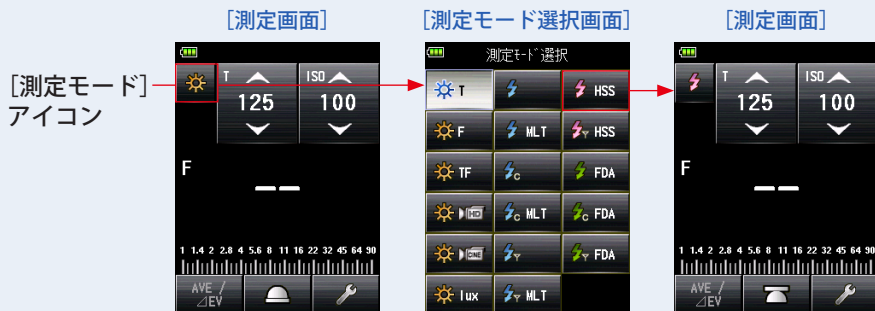 [測定画面]
[測定モード選択画面]
[測定画面]
[測定モード]
アイコン
T
125
ISO
100
F
1 1.4 2 2.8 4 5.6 8 11 16 22 32 45 64 90
AVE /
⊿EV
測定ﾓｰﾄﾞ選択
T
HSS
F
MLT
HSS
TF
C
FDA
HD
C MLT
C FDA
CINE
FDA
lux
MLT
T
125
ISO
100
F
1 1.4 2 2.8 4 5.6 8 11 16 22 32 45 64 90
AVE /
⊿EV